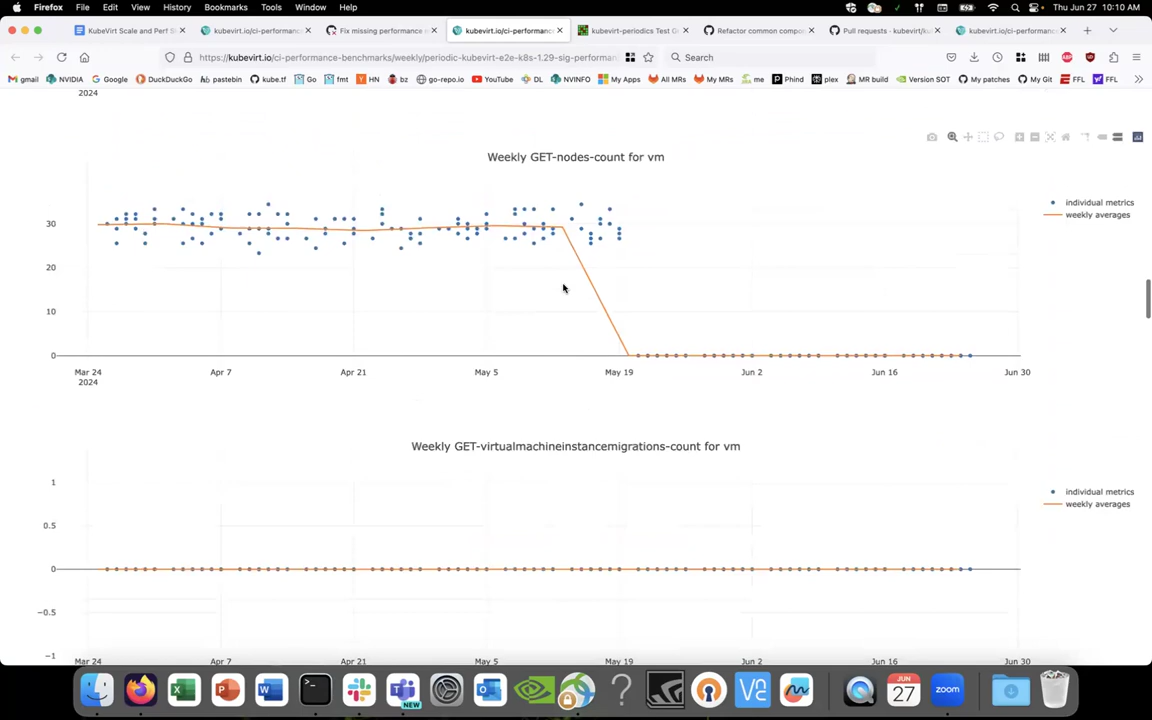 Firefox File Edit View History Bookmarks Tools Window Help Thu Jun 27 10:10 AM
KubeVirt Scale and Perf S kubevirt.io/ci-performanc Fix missing performance s kubevirt.io/ci-performanc kubevirt-periodics Test G Refactor common compo Pull requests · kubevirt/ku kubevirt.io/ci-performanc
https://kubevirt.io/ci-performance-benchmarks/weekly/periodic-kubevirt-e2e-k8s-1.29-sig-performan Search
gmail NVIDIA Google DuckDuckGo pastebin kube.tf Cal fmt HN bz go-repo.io DL NVINFO My Apps All MRs My MRs me Phind plex MR build Version SOT My patches My Git FFL FFL
2024
Weekly GET-nodes-count for vm
individual metrics
weekly averages
30
20
10
0
Mar 24 Apr 7 Apr 21 May 5 May 19 Jun 2 Jun 16 Jun 30
2024
Weekly GET-virtualmachineinstancemigrations-count for vm
individual metrics
weekly averages
1
0.5
0
−0.5
−1
Mar 24 Apr 7 Apr 21 May 5 May 19 Jun 2 Jun 16 Jun 30
NEW
JUN
27
zoom